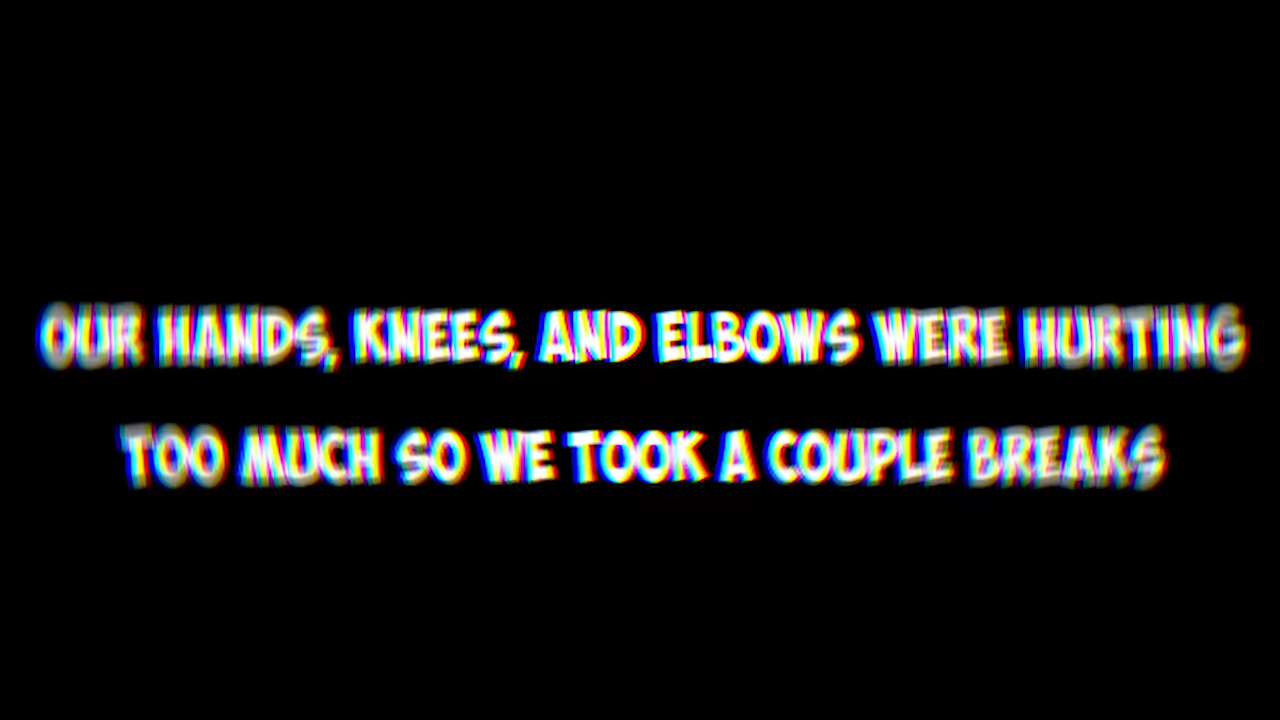 OUR HANDS, KNEES, AND ELBOWS WERE HURTING
TOO MUCH SO WE TOOK A COUPLE BREAKS